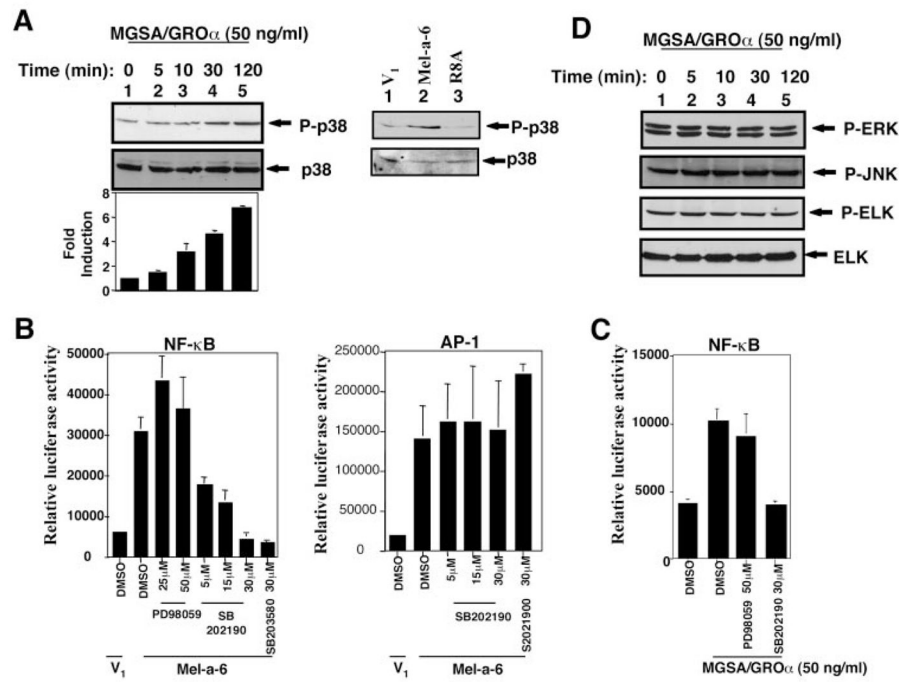 A
MGSA/GROα (50 ng/ml)
Time (min): 0 5 10 30 120
1 2 3 4 5
P-p38
p38
8
6
4
2
0
Fold Induction
V1 Mel-a-6 R8A
1 2 3
P-p38
p38
D
MGSA/GROα (50 ng/ml)
Time (min): 0 5 10 30 120
1 2 3 4 5
P-ERK
P-JNK
P-ELK
ELK
B
NF-κB
Relative luciferase activity
50000
40000
30000
20000
10000
0
DMSO DMSO 25µM 50µM 5µM 15µM 30µM SB203580 30µM
PD98059 SB 202190
V1 Mel-a-6
AP-1
Relative luciferase activity
250000
200000
150000
100000
50000
0
DMSO DMSO 5µM 15µM 30µM S2021900 30µM
SB202190
V1 Mel-a-6
C
NF-κB
Relative luciferase activity
15000
10000
5000
0
DMSO DMSO PD98059 50µM SB202190 30µM
MGSA/GROα (50 ng/ml)